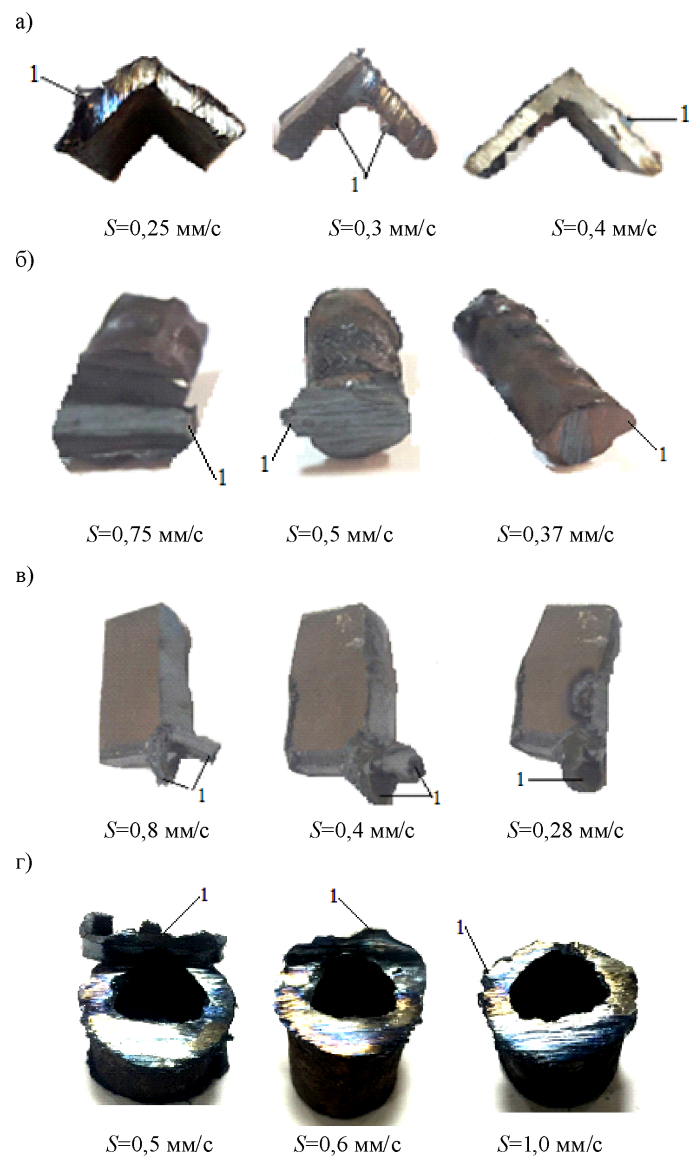 а)
1
1
1
S=0,25 мм/с
S=0,3 мм/с
S=0,4 мм/с
б)
1
1
1
S=0,75 мм/с
S=0,5 мм/с
S=0,37 мм/с
в)
1
1
1
S=0,8 мм/с
S=0,4 мм/с
S=0,28 мм/с
г)
1
1
1
S=0,5 мм/с
S=0,6 мм/с
S=1,0 мм/с